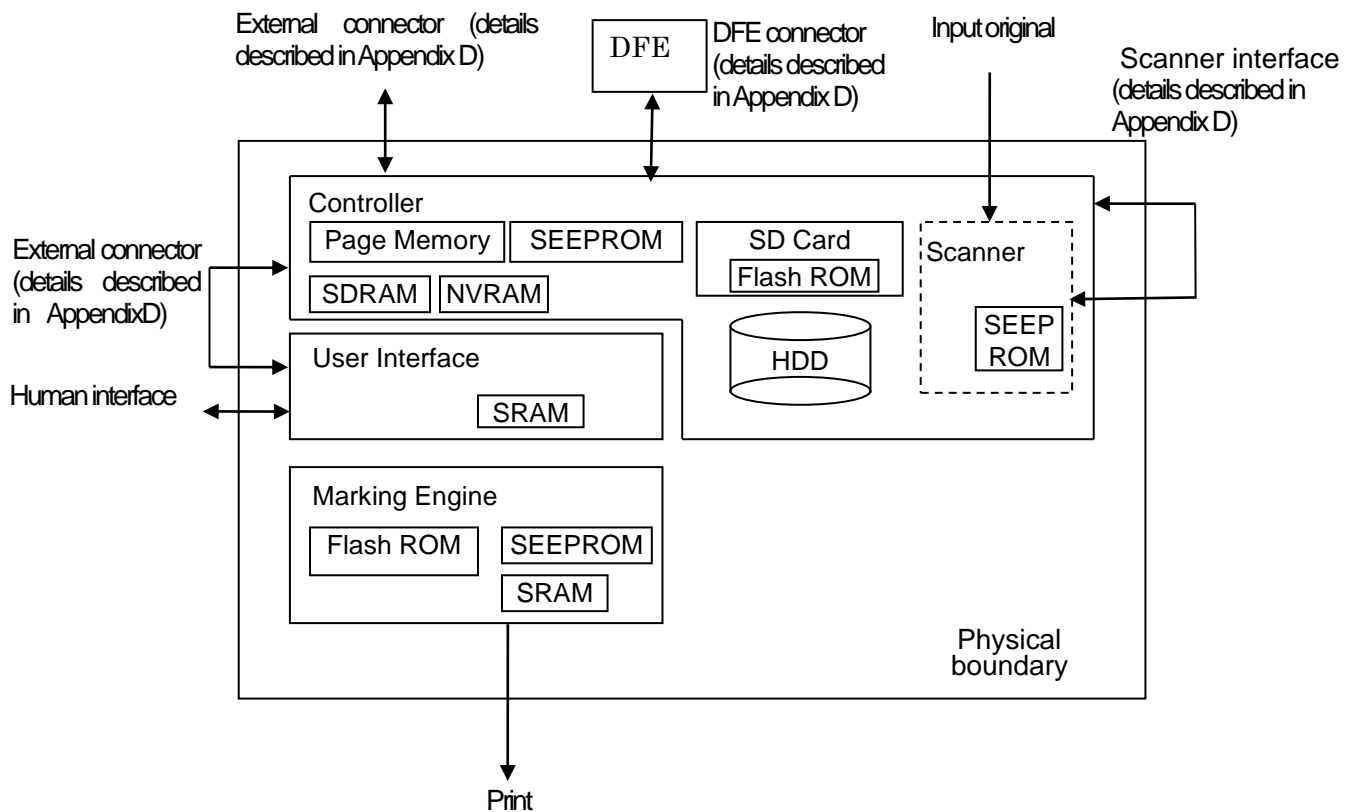 External connector (details
described in Appendix D)
DFE
DFE connector
(details described
in Appendix D)
Input original
Scanner interface
(details described in
Appendix D)
Controller
Page Memory
SEEPROM
SD Card
Flash ROM
Scanner
External connector
(details described
in AppendixD)
SDRAM
NVRAM
SEEP
ROM
HDD
User Interface
SRAM
Human interface
Marking Engine
Flash ROM
SEEPROM
SRAM
Physical
boundary
Print